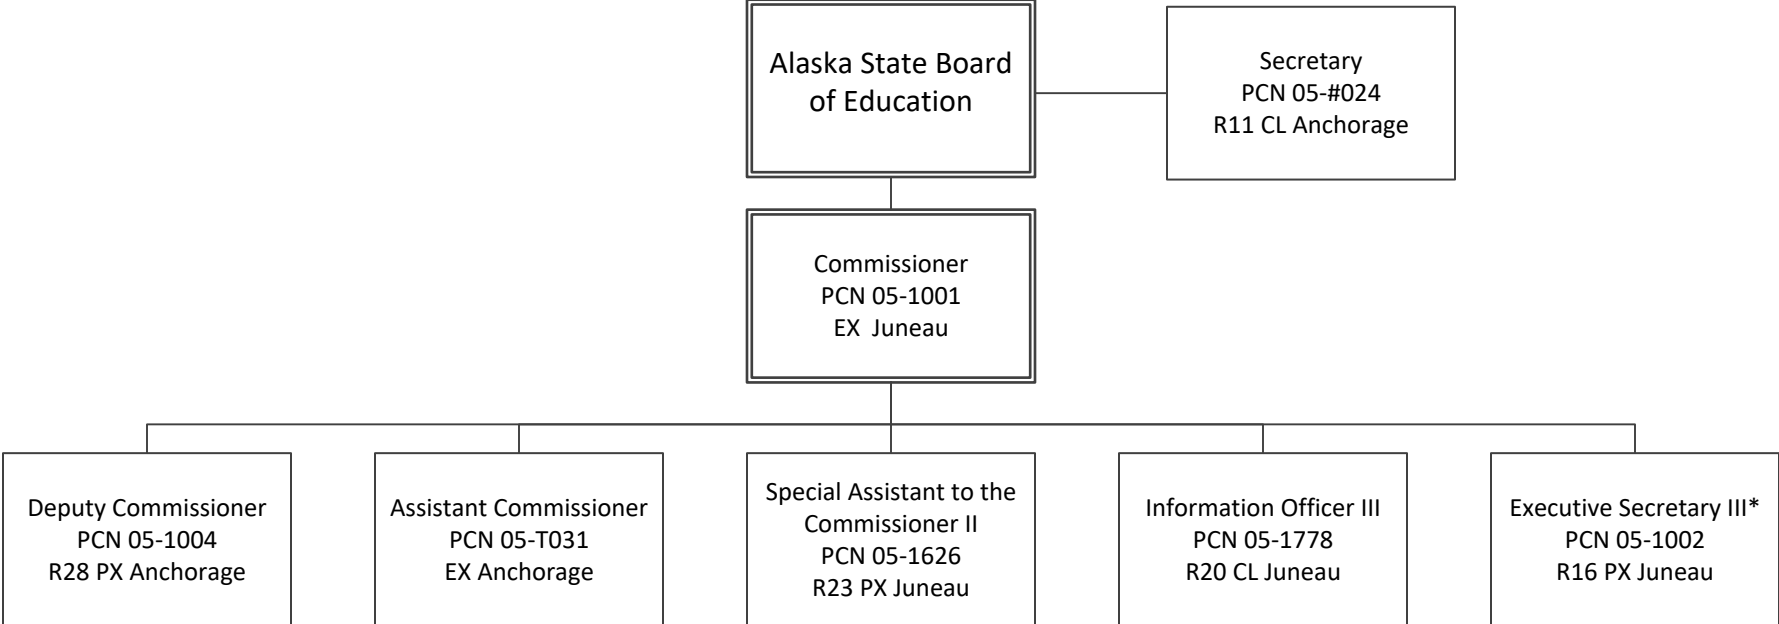 Alaska State Board
of Education
Secretary
PCN 05-#024
R11 CL Anchorage
Commissioner
PCN 05-1001
EX  Juneau
Deputy Commissioner
PCN 05-1004
R28 PX Anchorage
Assistant Commissioner
PCN 05-T031
EX Anchorage
Special Assistant to the
Commissioner II
PCN 05-1626
R23 PX Juneau
Information Officer III
PCN 05-1778
R20 CL Juneau
Executive Secretary III*
PCN 05-1002
R16 PX Juneau